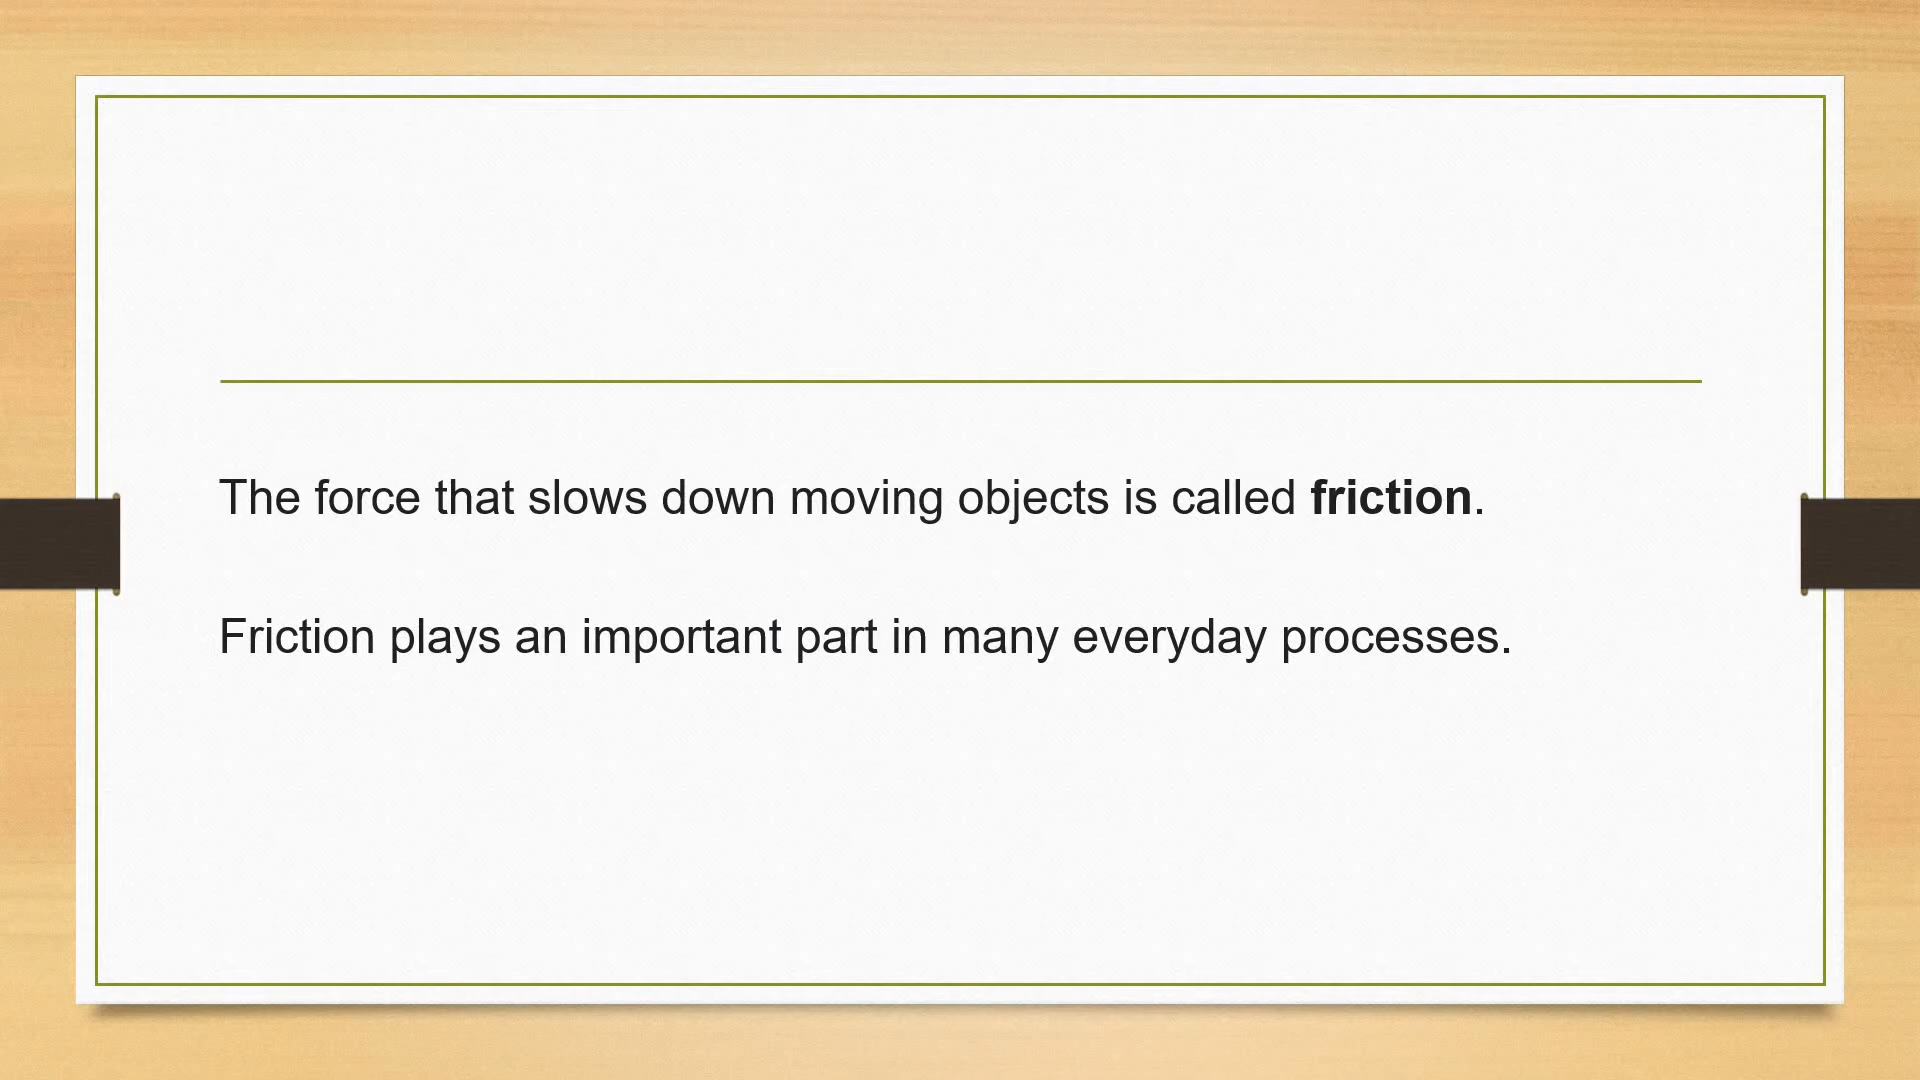 The force that slows down moving objects is called friction.
Friction plays an important part in many everyday processes.